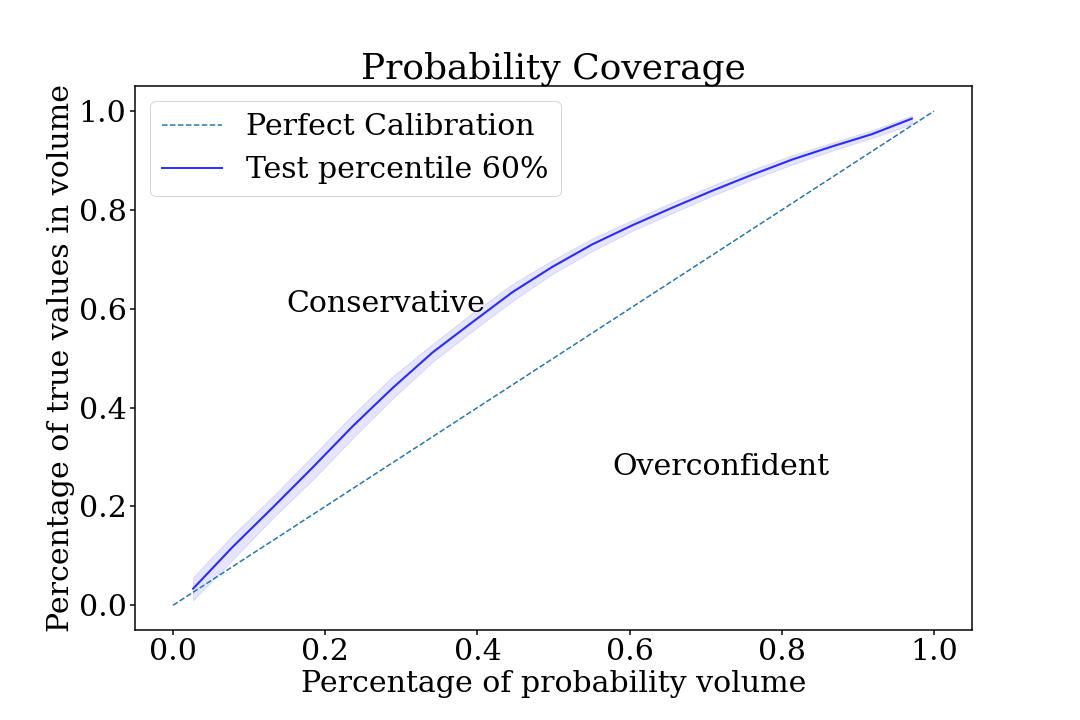 Probability Coverage
Percentage of true values in volume
1.0
0.8
0.6
0.4
0.2
0.0
Perfect Calibration
Test percentile 60%
Conservative
Overconfident
0.0 0.2 0.4 0.6 0.8 1.0
Percentage of probability volume